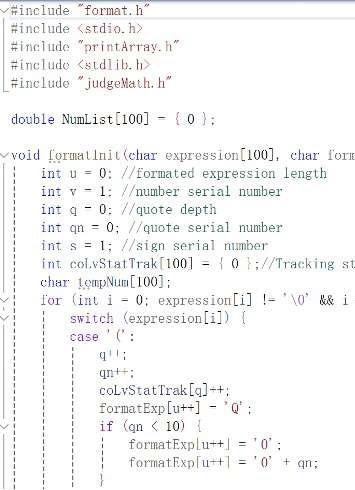 #include "format.h"
#include <stdio.h>
#include "printArray.h"
#include <stdlib.h>
#include "judgeMath.h"
double NumList[100] = { 0 };
void formatInit(char expression[100], char form
int u = 0; //formated expression length
int v = 1; //number serial number
int q = 0; //quote depth
int qn = 0; //quote serial number
int s = 1; //sign serial number
int coLvStatTrak[100] = { 0 };//Tracking st
char tempNum[100];
for (int i = 0; expression[i] != '\0' && i
switch (expression[i]) {
case '(':
q++;
qn++;
coLvStatTrak[q]++;
formatExp[u++] = 'Q';
if (qn < 10) {
formatExp[u++] = '0';
formatExp[u++] = '0' + qn;
}